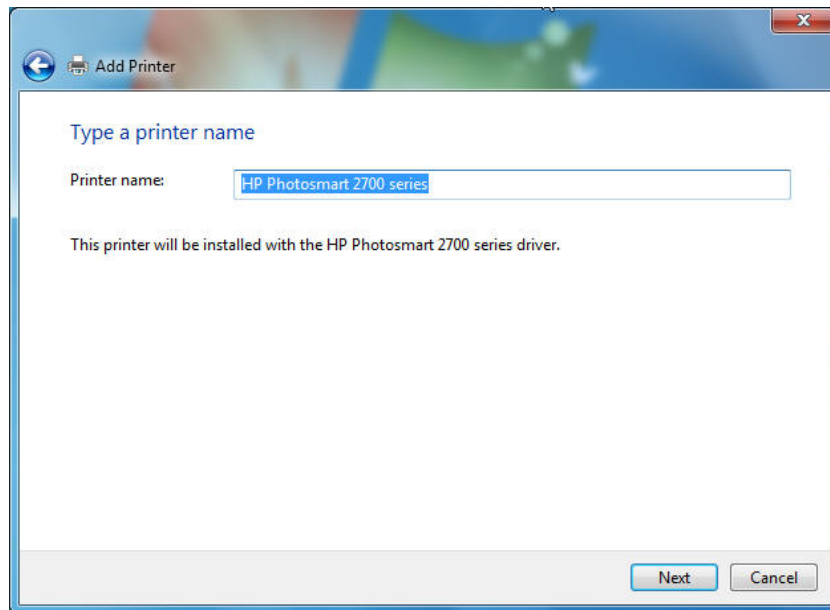 Add Printer
Type a printer name
Printer name:
HP Photosmart 2700 series
This printer will be installed with the HP Photosmart 2700 series driver.
Next
Cancel